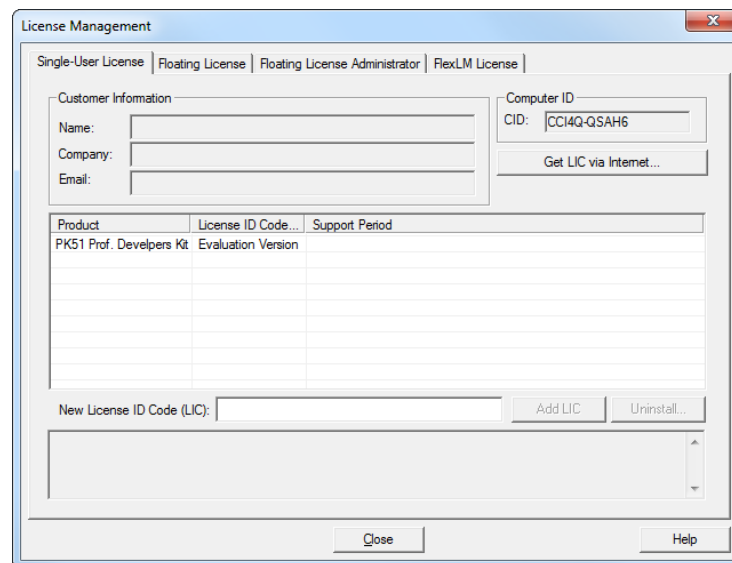 License Management
Single-User License Floating License Floating License Administrator FlexLM License
Customer Information
Name:
Company:
Email:
Computer ID
CID: CCI4Q-QSAH6
Get LIC via Internet...
Product License ID Code... Support Period
PK51 Prof. Develpers Kit Evaluation Version
New License ID Code (LIC): Add LIC Uninstall...
Close Help